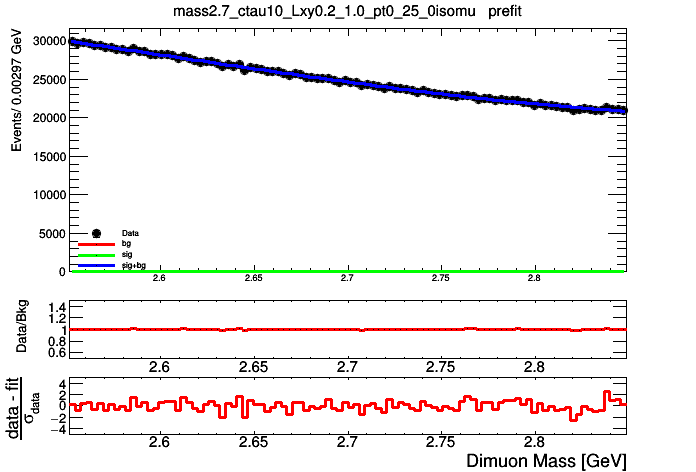 mass2.7_ctau10_Lxy0.2_1.0_pt0_25_0isomu prefit
Events/ 0.00297 GeV
30000
25000
20000
15000
10000
5000
0
Data
bg
sig
sig+bg
2.6 2.65 2.7 2.75 2.8
Data/Bkg
1.4
1.2
1
0.8
0.6
2.6 2.65 2.7 2.75 2.8
data - fit
σdata
4
2
0
−2
−4
2.6 2.65 2.7 2.75 2.8
Dimuon Mass [GeV]